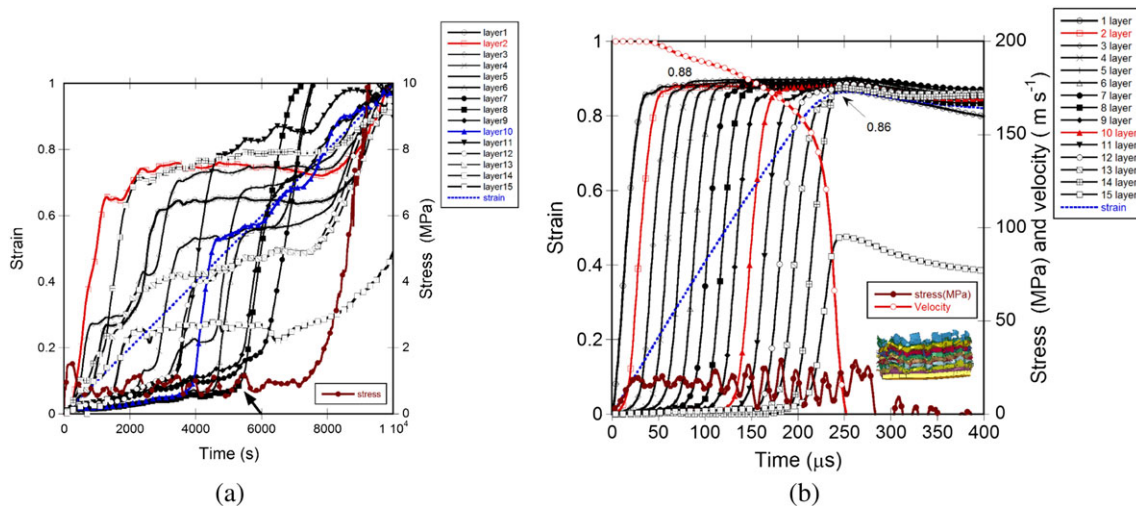 layer1
layer2
layer3
layer4
layer5
layer6
layer7
layer8
layer9
layer10
layer11
layer12
layer13
layer14
layer15
strain
1
0.8
0.6
0.4
0.2
0
Strain
10
8
6
4
2
0
Stress (MPa)
stress
0
2000
4000
6000
8000
1 10⁴
Time (s)
(a)
1 layer
2 layer
3 layer
4 layer
5 layer
6 layer
7 layer
8 layer
9 layer
10 layer
11 layer
12 layer
13 layer
14 layer
15 layer
strain
1
0.8
0.6
0.4
0.2
0
Strain
0.88
0.86
200
150
100
50
0
Stress (MPa) and velocity ( m s⁻¹)
stress(MPa)
Velocity
0
50
100
150
200
250
300
350
400
Time (μs)
(b)